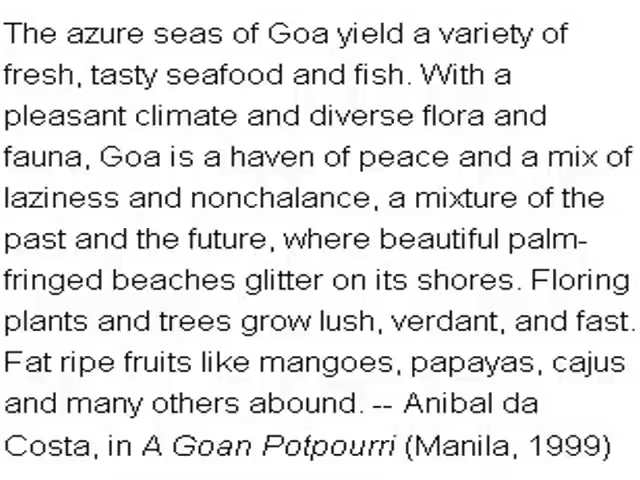 The azure seas of Goa yield a variety of
fresh, tasty seafood and fish. With a
pleasant climate and diverse flora and
fauna, Goa is a haven of peace and a mix of
laziness and nonchalance, a mixture of the
past and the future, where beautiful palm-
fringed beaches glitter on its shores. Floring
plants and trees grow lush, verdant, and fast.
Fat ripe fruits like mangoes, papayas, cajus
and many others abound. -- Anibal da
Costa, in A Goan Potpourri (Manila, 1999)